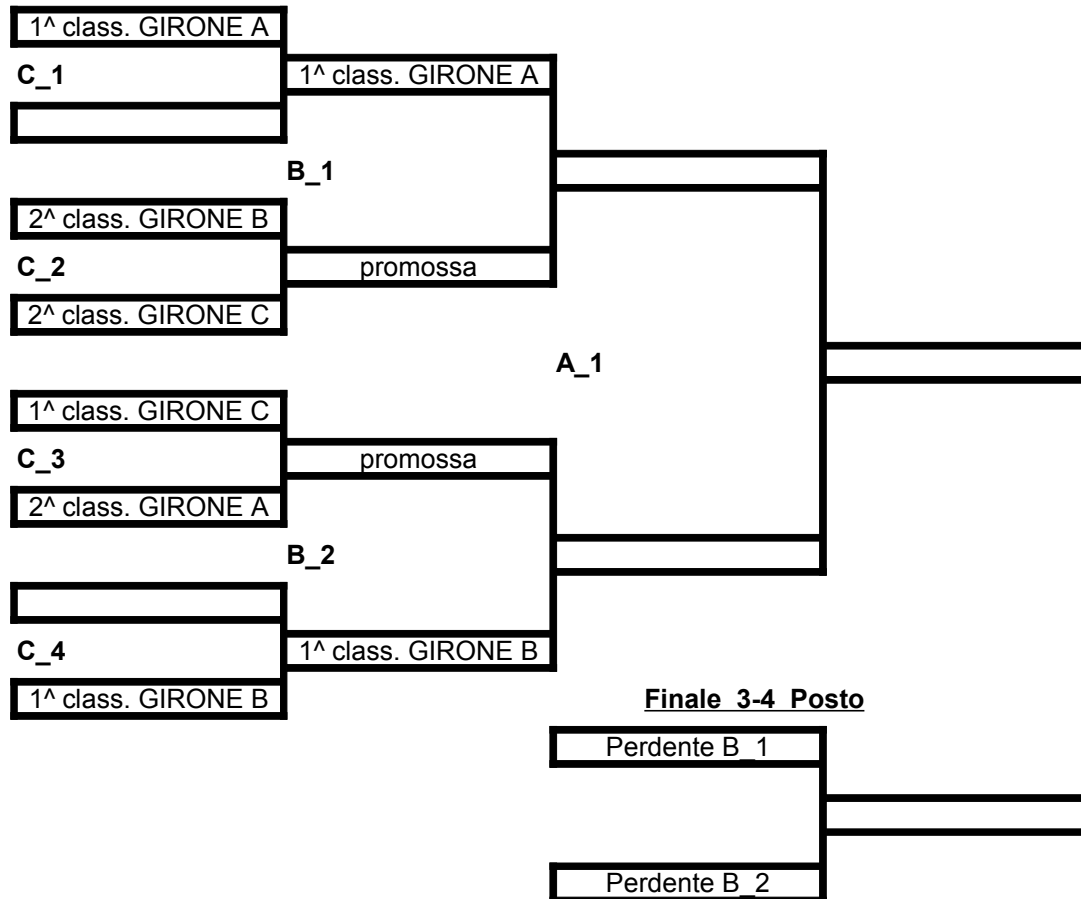 1^ class. GIRONE A
C_1
1^ class. GIRONE A
B_1
2^ class. GIRONE B
C_2
promossa
2^ class. GIRONE C
A_1
1^ class. GIRONE C
C_3
promossa
2^ class. GIRONE A
B_2
C_4
1^ class. GIRONE B
1^ class. GIRONE B
Finale 3-4 Posto
Perdente B_1
Perdente B_2